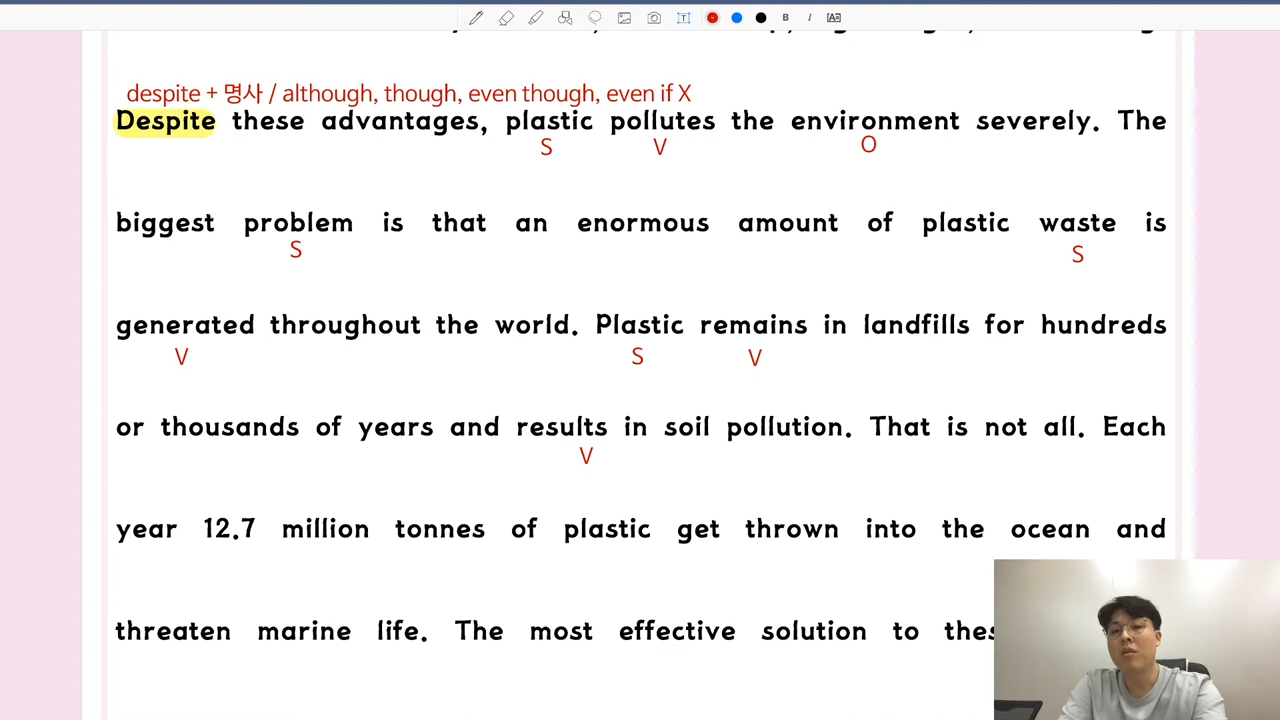 despite + 명사 / although, though, even though, even if X
Despite these advantages, plastic pollutes the environment severely. The
S V O
biggest problem is that an enormous amount of plastic waste is
S S
generated throughout the world. Plastic remains in landfills for hundreds
V S V
or thousands of years and results in soil pollution. That is not all. Each
V
year 12.7 million tonnes of plastic get thrown into the ocean and
threaten marine life. The most effective solution to